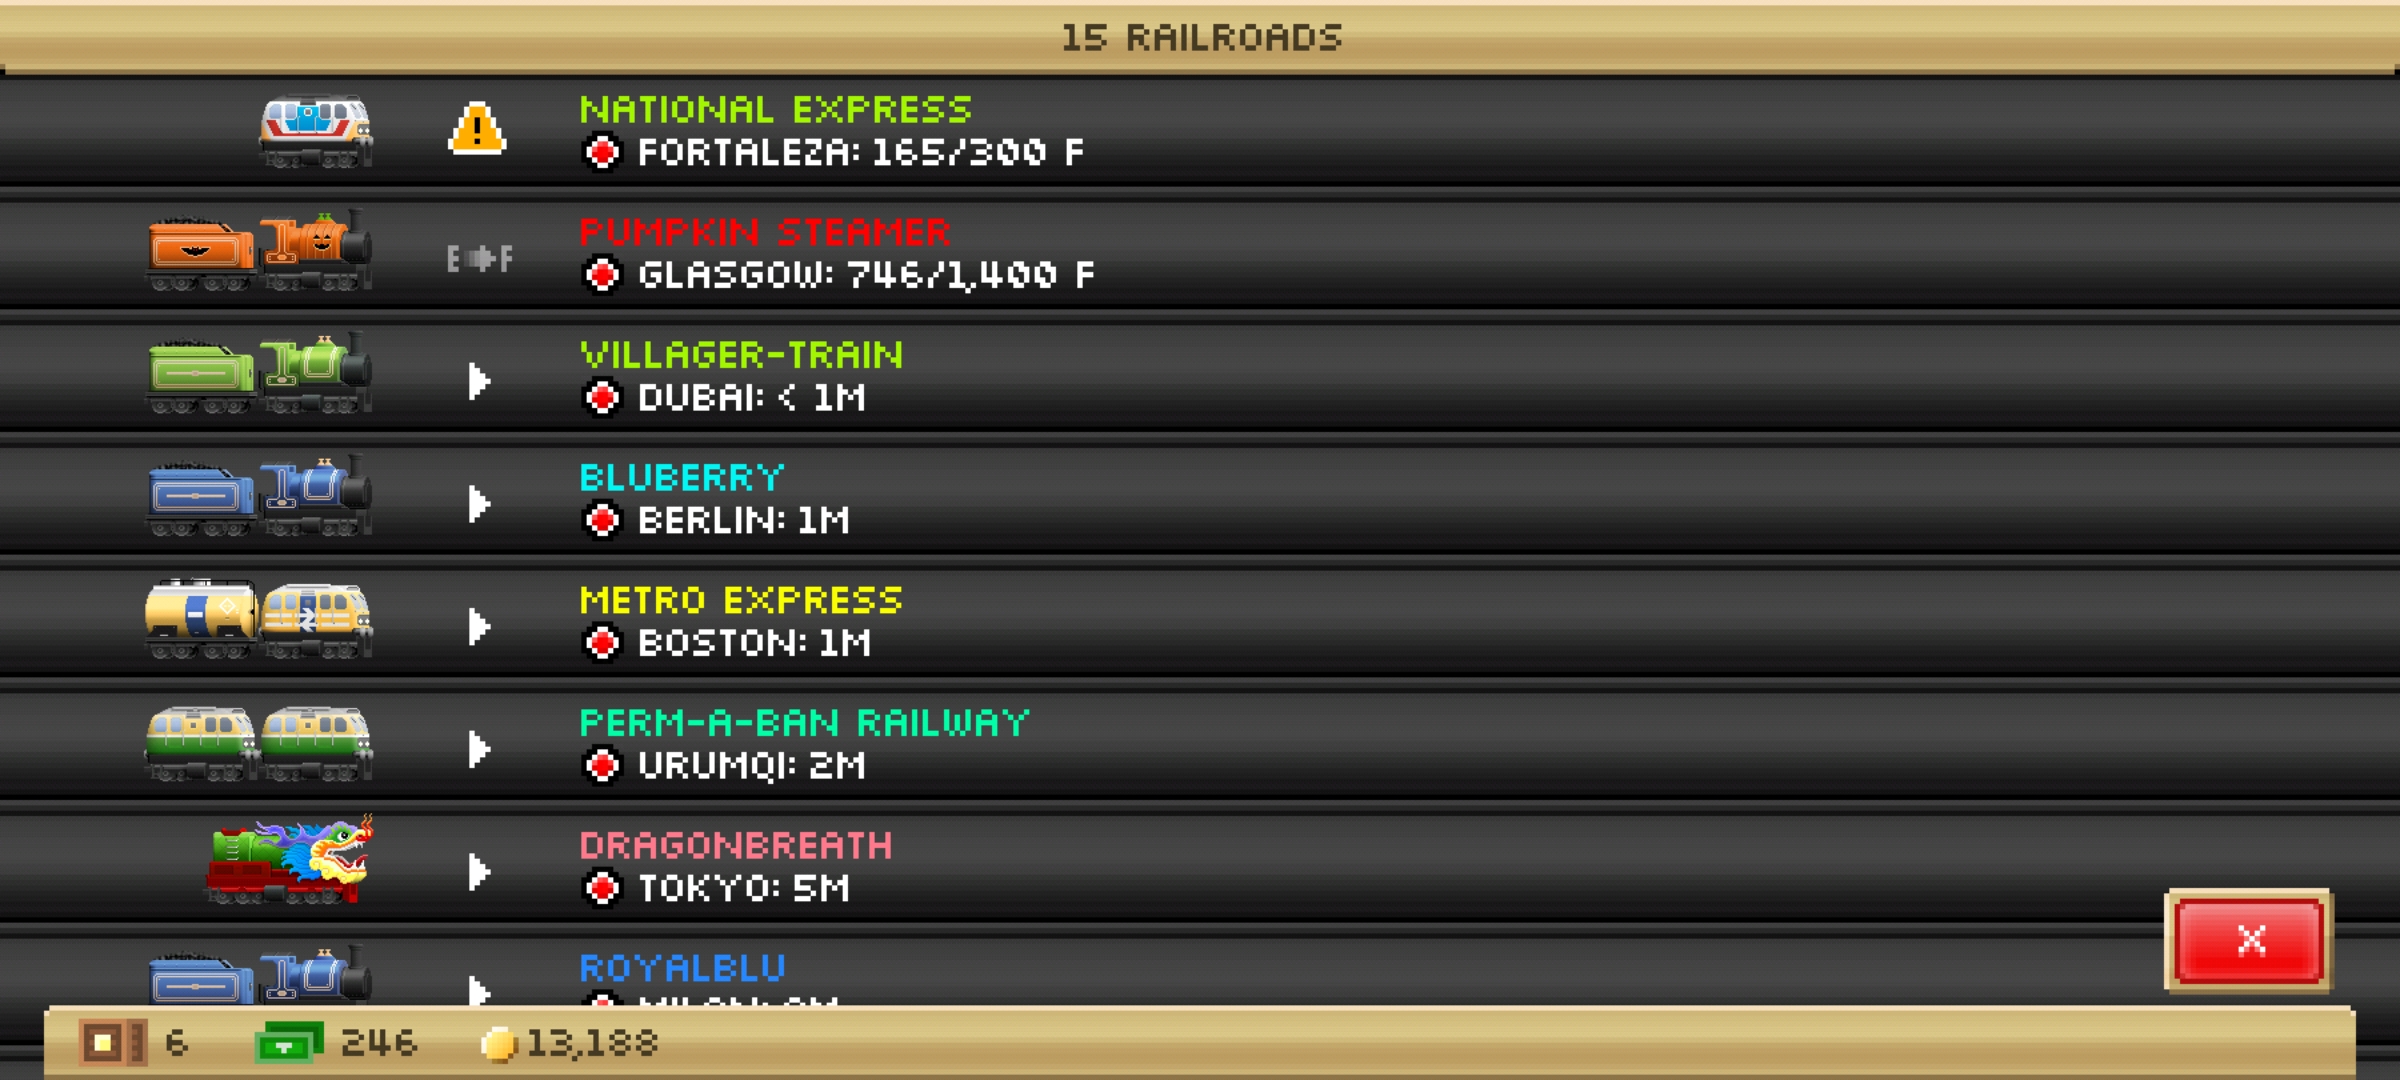 15 RAILROADS
NATIONAL EXPRESS
FORTALEZA: 165/300 F
PUMPKIN STEAMER
E F
GLASGOW: 746/1,400 F
VILLAGER-TRAIN
DUBAI: < 1M
BLUBERRY
BERLIN: 1M
METRO EXPRESS
BOSTON: 1M
PERM-A-BAN RAILWAY
URUMQI: 2M
DRAGONBREATH
TOKYO: 5M
ROYALBLU
X
6 246 13,188